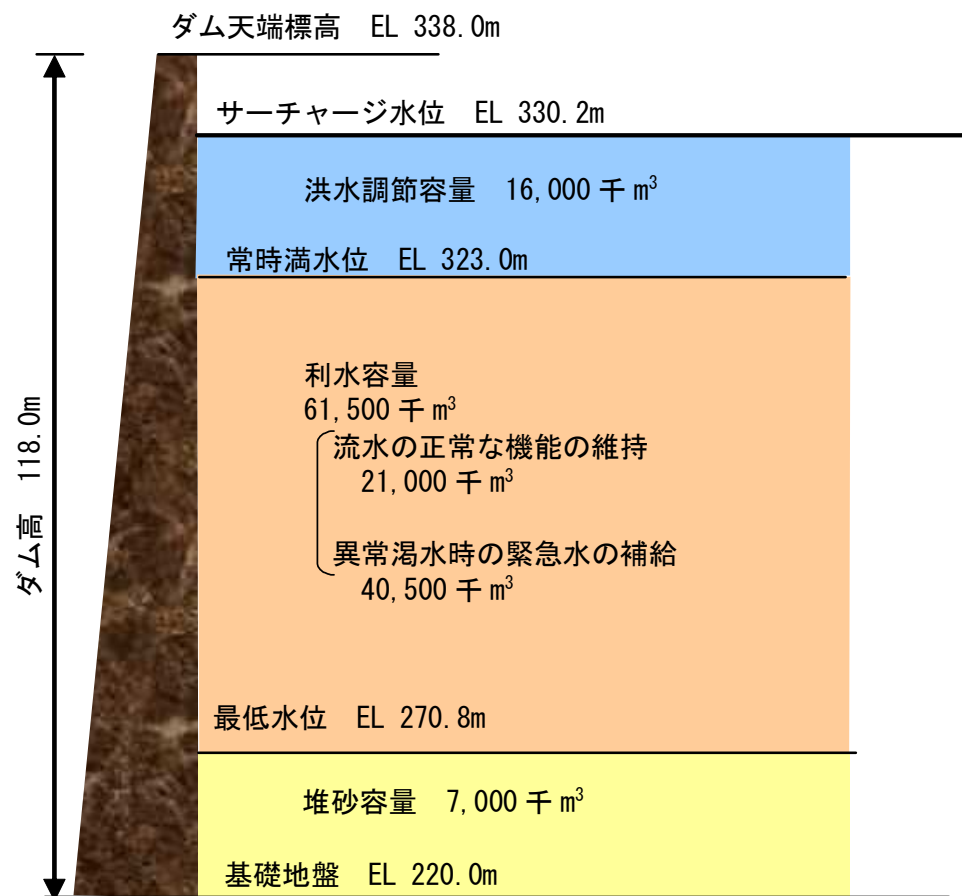 ダム天端標高 EL 338.0m
サーチャージ水位 EL 330.2m
洪水調節容量 16,000 千 m³
常時満水位 EL 323.0m
利水容量
61,500 千 m³
流水の正常な機能の維持
21,000 千 m³
異常渇水時の緊急水の補給
40,500 千 m³
ダム高 118.0m
最低水位 EL 270.8m
堆砂容量 7,000 千 m³
基礎地盤 EL 220.0m